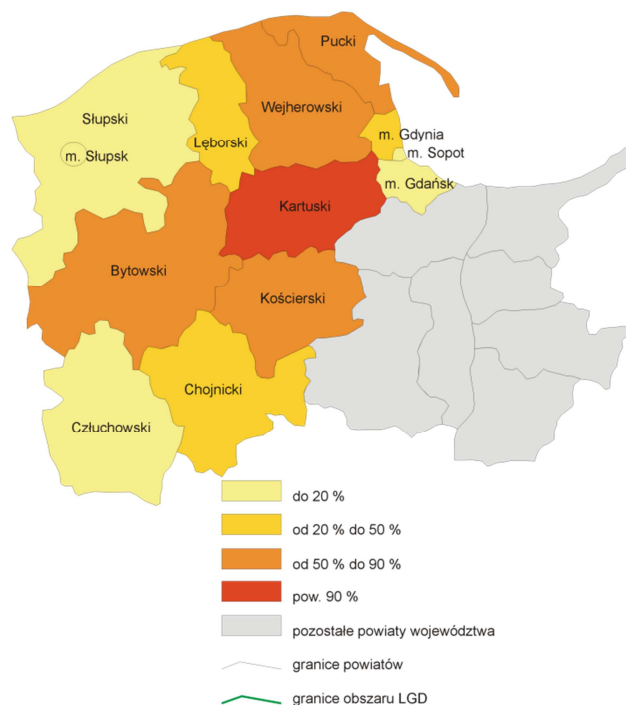 Pucki
Słupski
Wejherowski
m. Gdynia
Lęborski
m. Słupsk
m. Sopot
m. Gdańsk
Kartuski
Bytowski
Kościerski
Chojnicki
Człuchowski
do 20 %
od 20 % do 50 %
od 50 % do 90 %
pow. 90 %
pozostałe powiaty województwa
granice powiatów
granice obszaru LGD